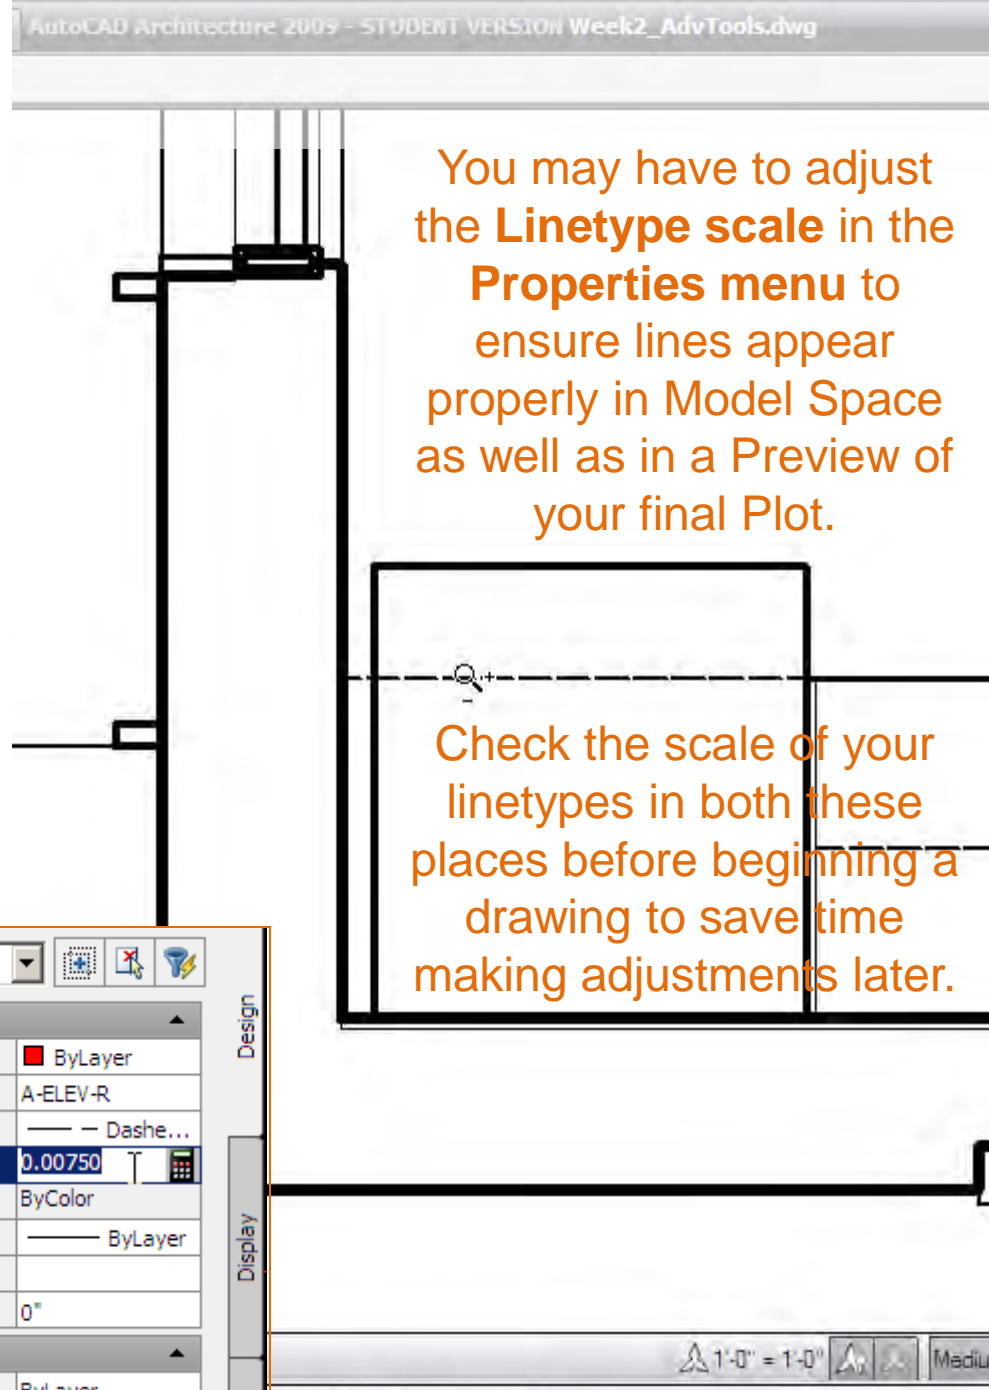 AutoCAD Architecture 2009 - STUDENT VERSION Week2_AdvTools.dwg
You may have to adjust
the Linetype scale in the
Properties menu to
ensure lines appear
properly in Model Space
as well as in a Preview of
your final Plot.
Check the scale of your
linetypes in both these
places before beginning a
drawing to save time
making adjustments later.
Design
ByLayer
A-ELEV-R
Dashe...
0.00750
ByColor
ByLayer
0"
Display
ByLayer
1'-0" = 1'-0"